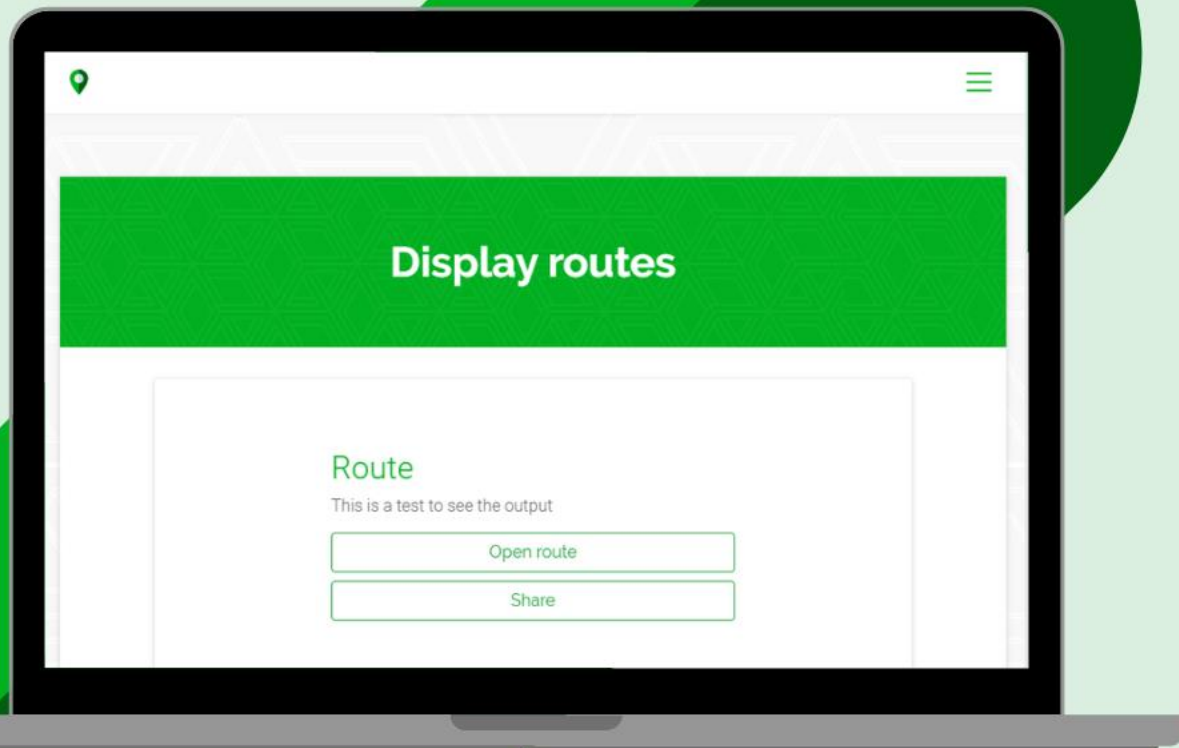 Display routes
Route
This is a test to see the output
Open route
Share